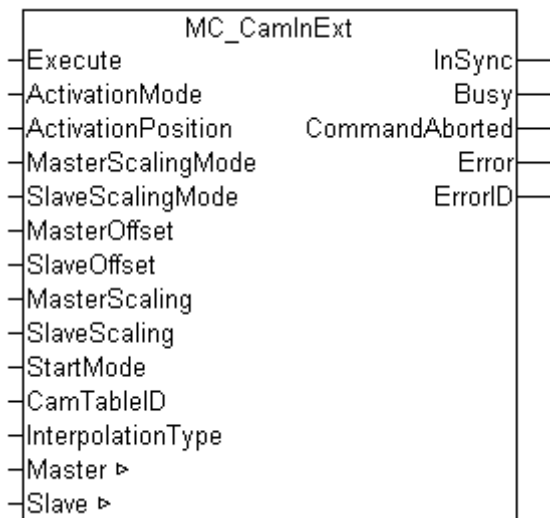 MC_CamInExt
Execute InSync
ActivationMode Busy
ActivationPosition CommandAborted
MasterScalingMode Error
SlaveScalingMode ErrorID
MasterOffset
SlaveOffset
MasterScaling
SlaveScaling
StartMode
CamTableID
InterpolationType
Master
Slave